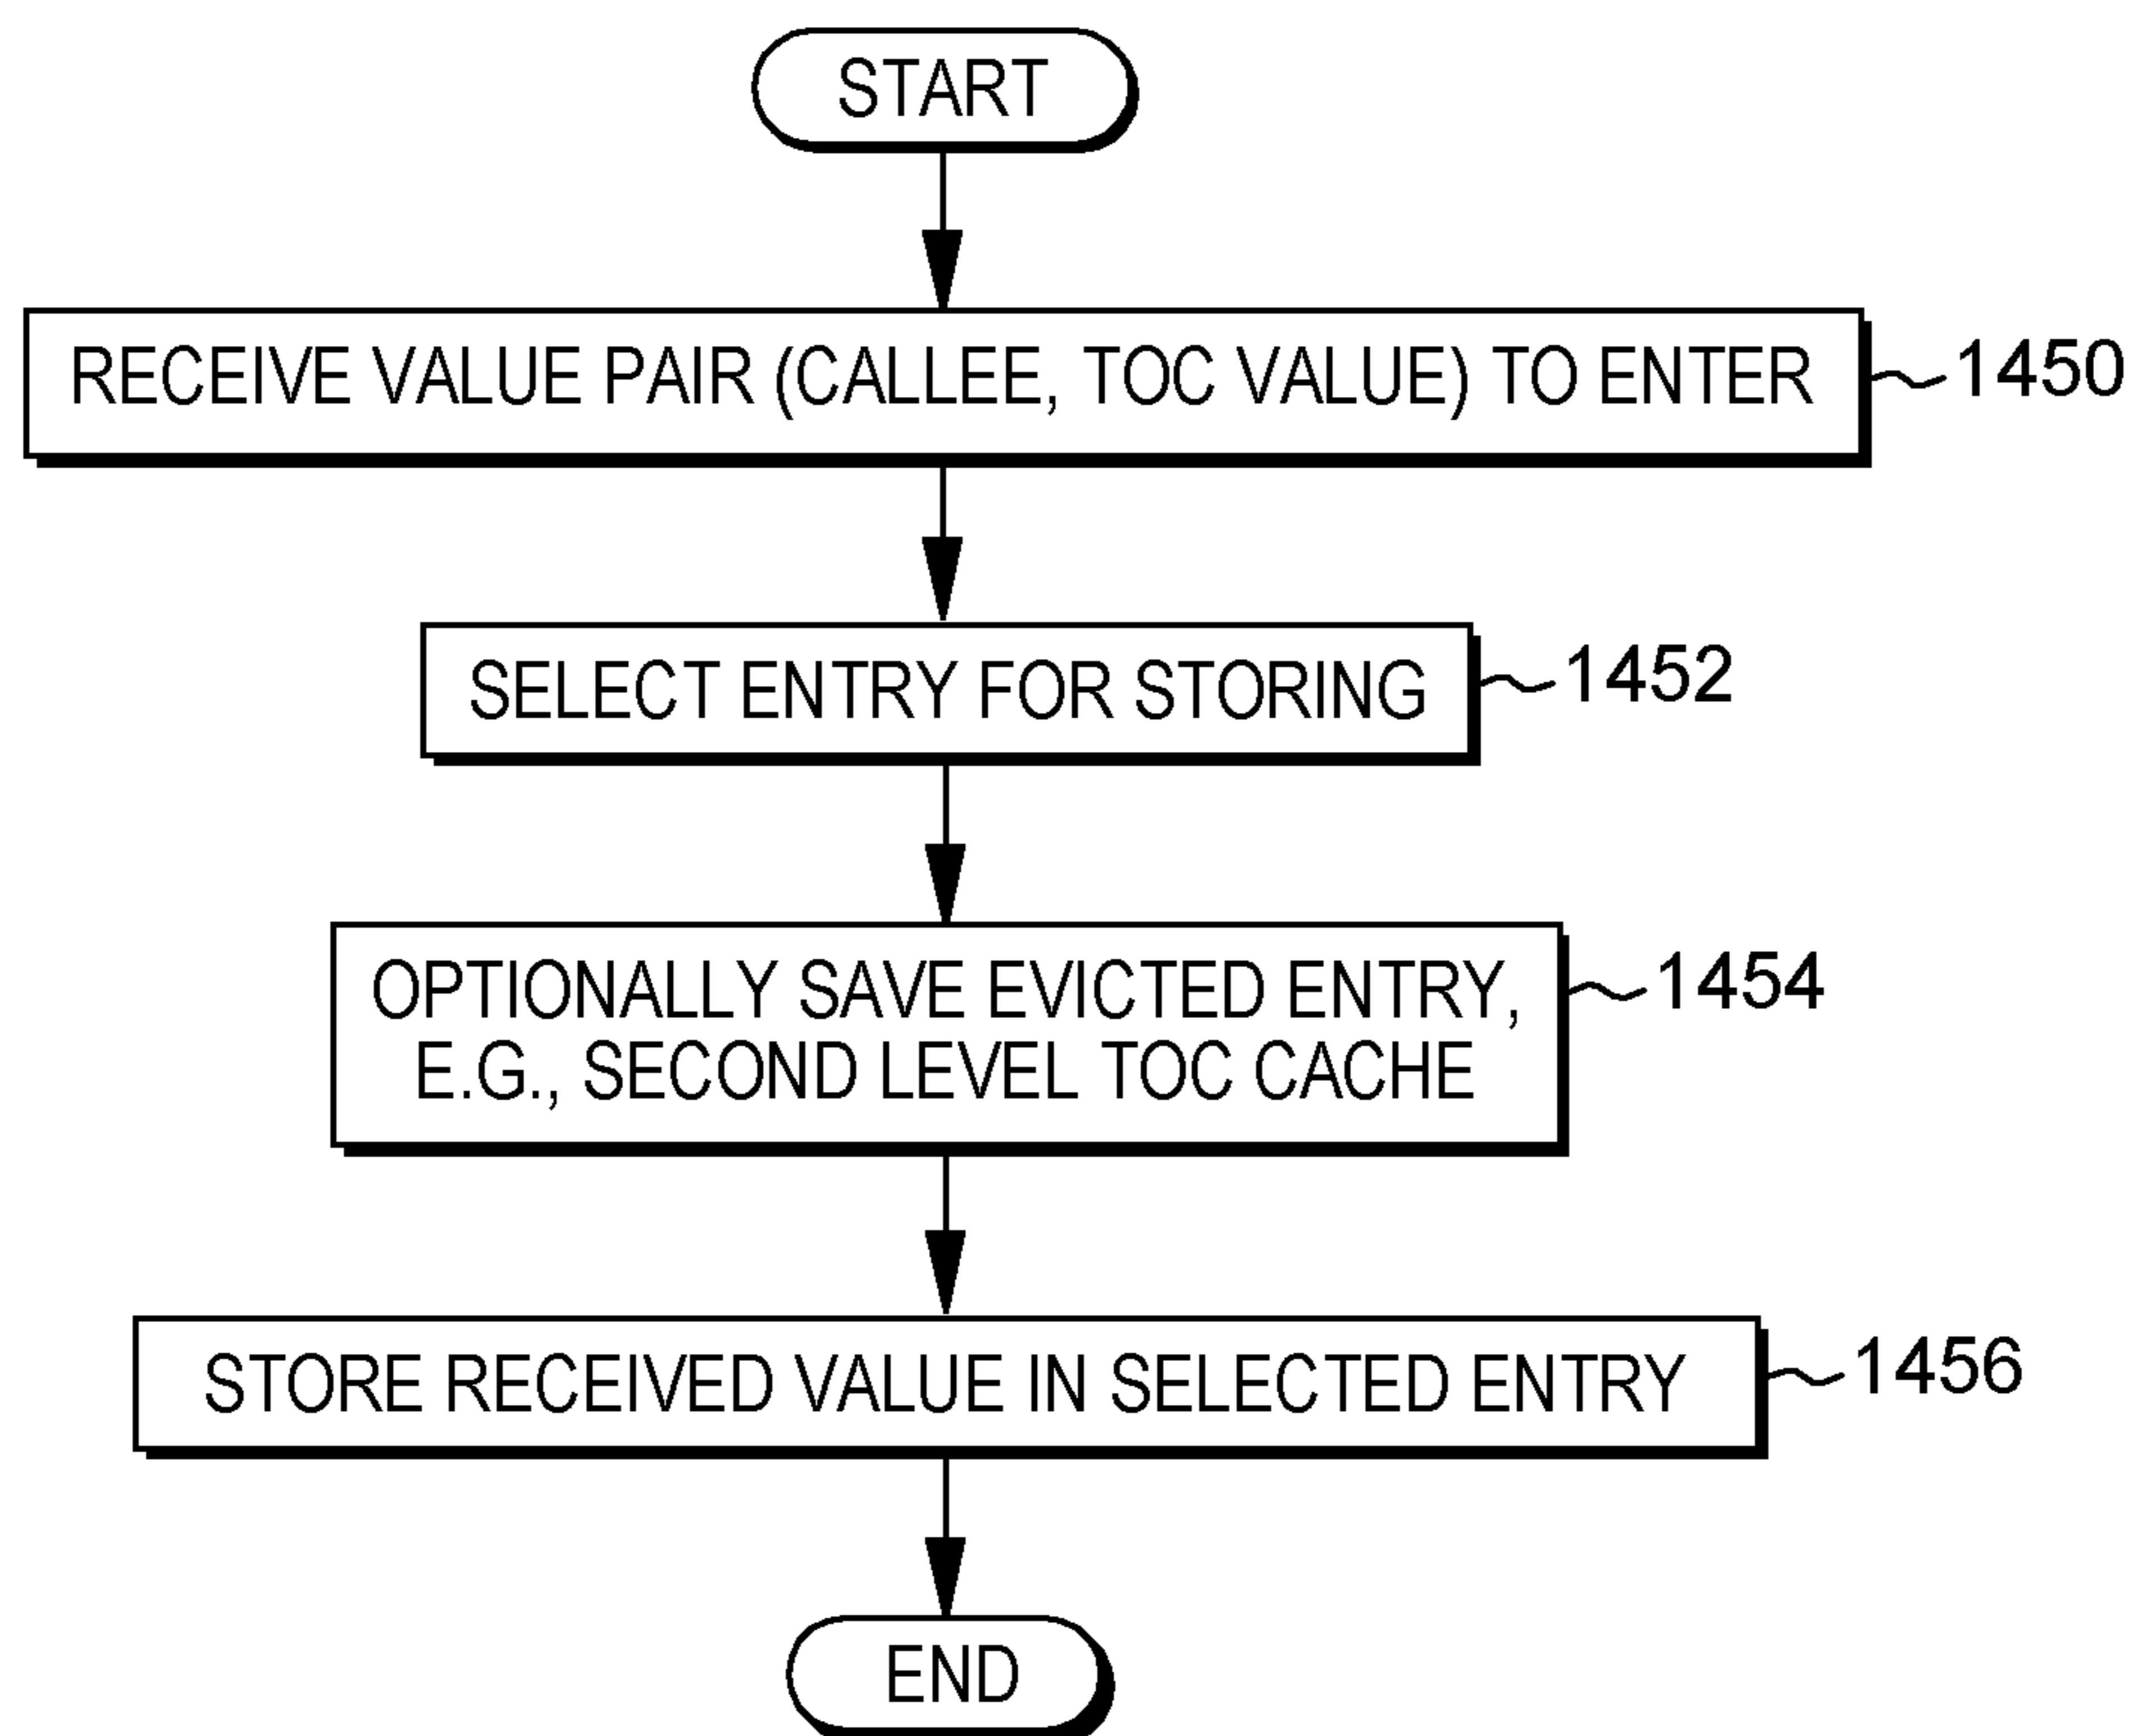 START
RECEIVE VALUE PAIR (CALLEE, TOC VALUE) TO ENTER
1450
SELECT ENTRY FOR STORING
1452
OPTIONALLY SAVE EVICTED ENTRY,
E.G., SECOND LEVEL TOC CACHE
1454
STORE RECEIVED VALUE IN SELECTED ENTRY
1456
END